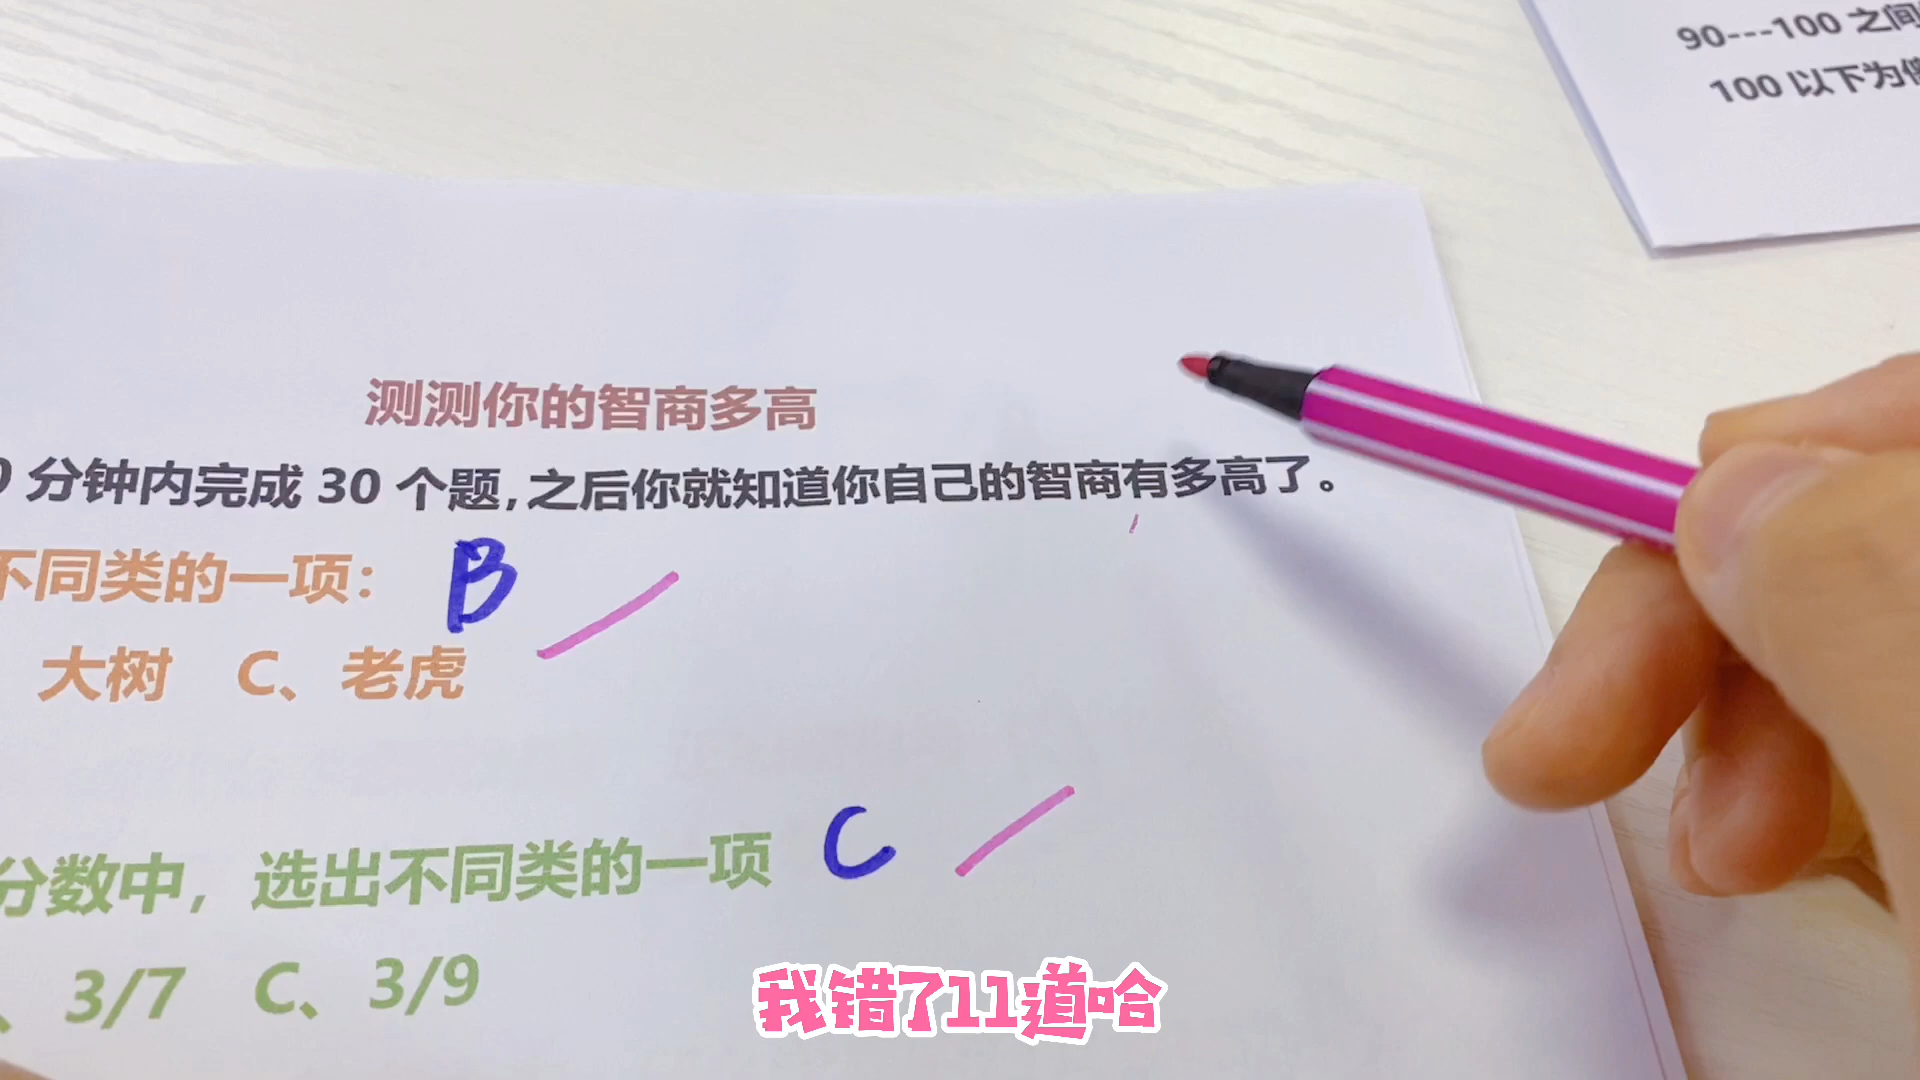 90---100 之间
100 以下为
测测你的智商多高
0 分钟内完成 30 个题，之后你就知道你自己的智商有多高了。
不同类的一项： B
大树 C、老虎
分数中，选出不同类的一项 C
、3/7 C、3/9
我错了11道哈